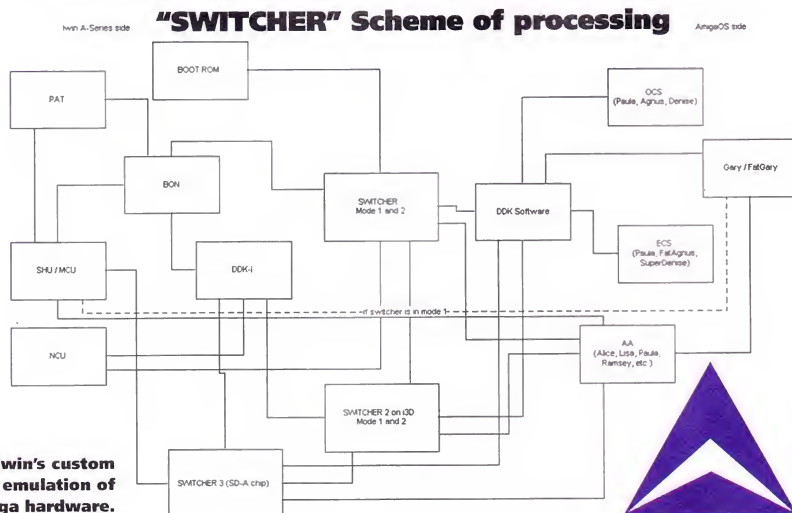 Iwin A-Series side
"SWITCHER" Scheme of processing
AmigaOS side
BOOT ROM
PAT
OCS
(Paula, Agnus, Denise)
Gary / FatGary
BON
SWITCHER
Mode 1 and 2
DDK Software
ECS
(Paula, FatAgnus,
SuperDenise)
SHU / MCU
DDK-i
if switcher is in mode 1
NCU
AA
(Alice, Lisa, Paula,
Ramsey, etc.)
SWITCHER 2 on i3D
Mode 1 and 2
SWITCHER 3 (SD-A chip)
win's custom
emulation of
ga hardware.